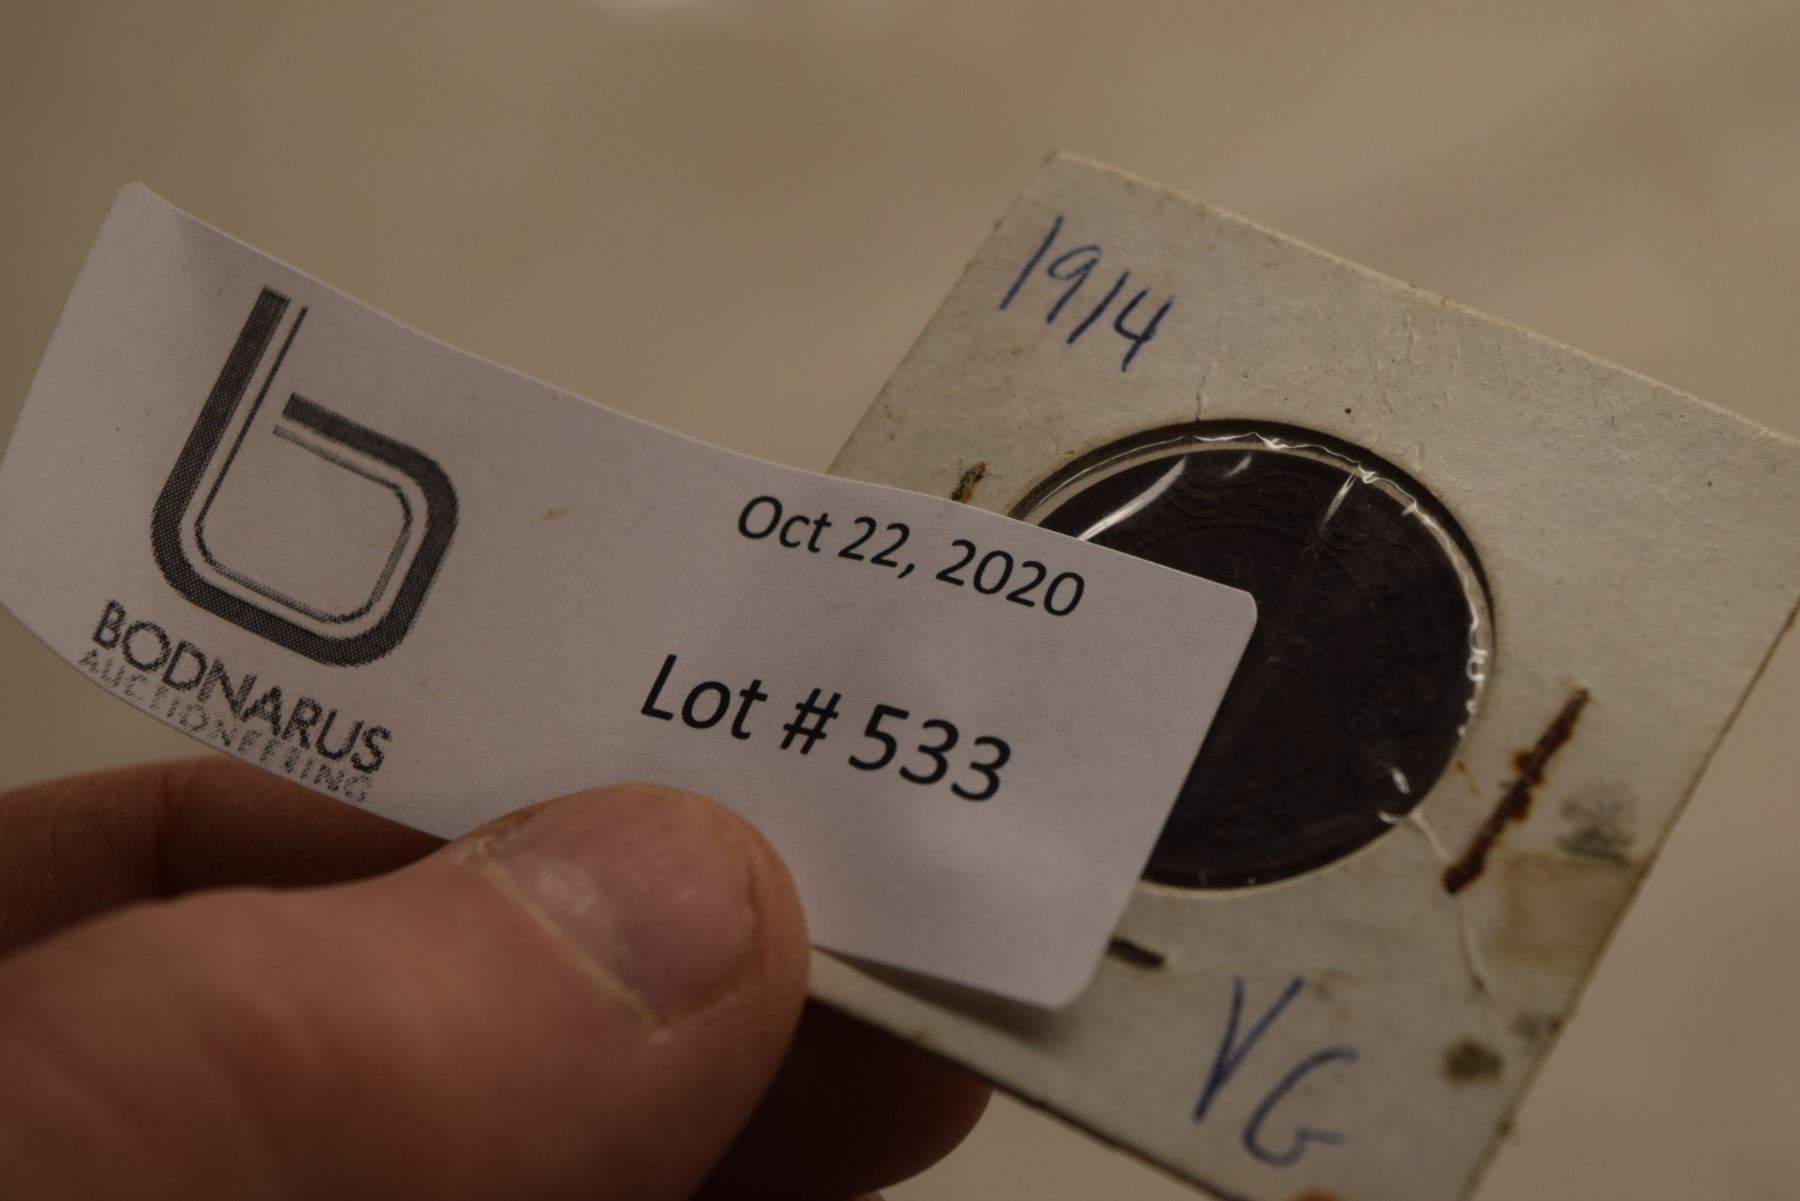 1914
Oct 22, 2020
Lot # 533
BODNARUS
AUCTIONEERING
VG